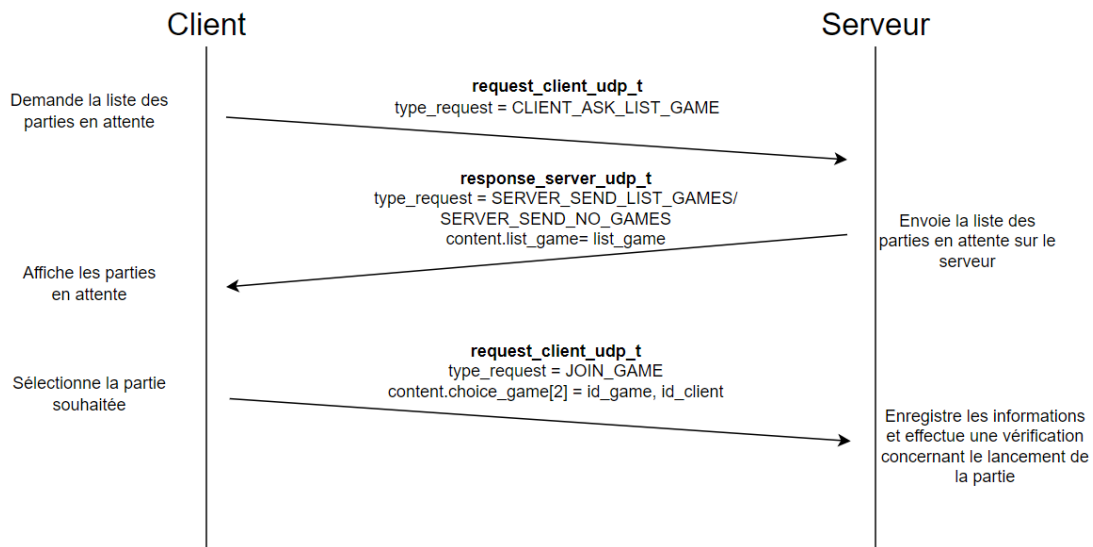 Client
Serveur
request_client_udp_t
type_request = CLIENT_ASK_LIST_GAME
Demande la liste des
parties en attente
response_server_udp_t
type_request = SERVER_SEND_LIST_GAMES/
SERVER_SEND_NO_GAMES
content.list_game= list_game
Envoie la liste des
parties en attente sur le
serveur
Affiche les parties
en attente
request_client_udp_t
type_request = JOIN_GAME
content.choice_game[2] = id_game, id_client
Sélectionne la partie
souhaitée
Enregistre les informations
et effectue une vérification
concernant le lancement de
la partie